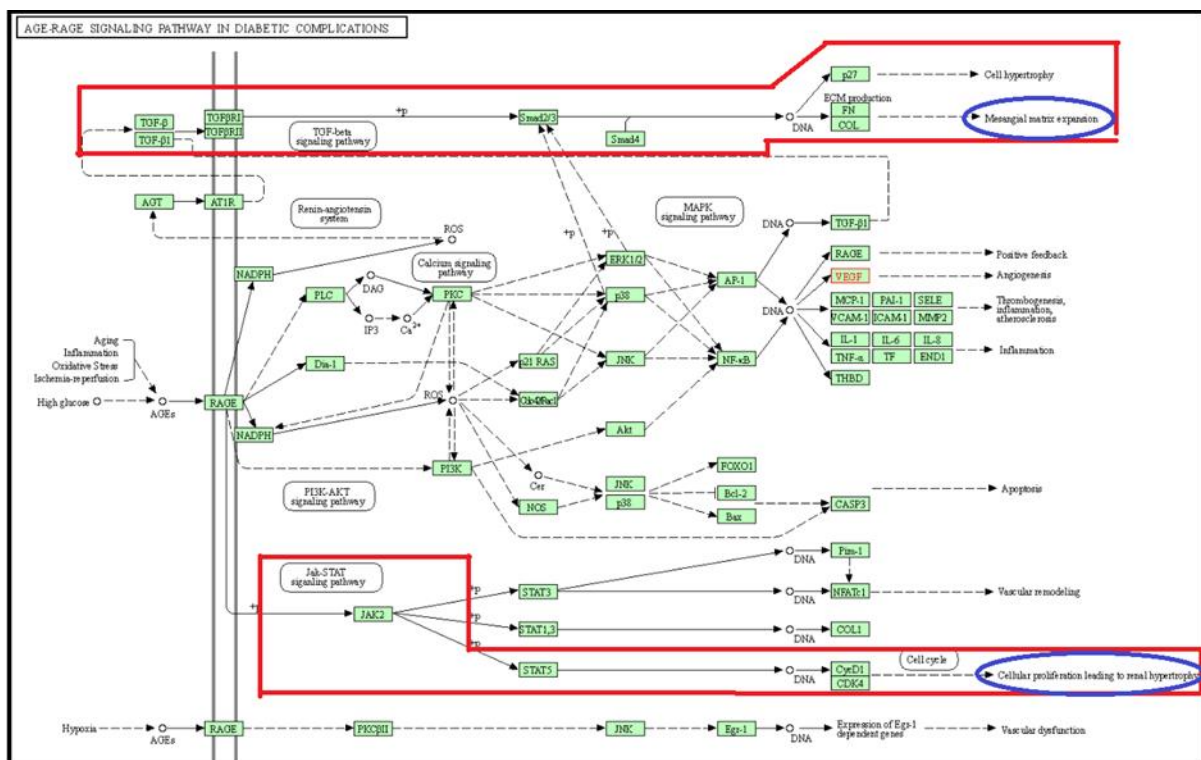 AGE-RAGE SIGNALING PATHWAY IN DIABETIC COMPLICATIONS
p27
Cell hypertrophy
ECM production
+p
TGF-β
TGFβRI
Smad2/3
FN
TGF-β1
TGFβRII
TGF-beta
signaling pathway
Smad4
DNA
COL
Mesangial matrix expansion
AGT
AT1R
Renin-angiotensin
system
MAPK
signaling pathway
DNA
TGF-β1
ROS
+p
+p
NADPH
Calcium signaling
pathway
ERK1/2
RAGE
Positive feedback
DAG
AP-1
VEGF
Angiogenesis
PLC
PKC
p38
MCP-1
PAI-1
SELE
Thrombogenesis,
inflammation,
atherosclerosis
IP3
Ca2+
DNA
VCAM-1
ICAM-1
MMP2
Aging
Inflammation
Oxidative Stress
Ischemia-reperfusion
IL-1
IL-6
IL-8
Dia-1
p21 RAS
JNK
NF-κB
TNF-α
TF
END1
Inflammation
THBD
High glucose
AGEs
RAGE
ROS
NADPH
Akt
PI3K
Cer
FOXO1
PI3K-AKT
signaling pathway
JNK
p38
Bcl-2
Apoptosis
NOS
Bax
CASP3
Jak-STAT
signaling pathway
DNA
Pim-1
+p
STAT3
DNA
NFATc1
Vascular remodeling
+p
JAK2
+p
STAT1,3
DNA
COL1
+p
Cell cycle
STAT5
DNA
CycD1
CDK4
Cellular proliferation leading to renal hypertrophy
Hypoxia
AGEs
RAGE
PKCβII
JNK
Egr-1
DNA
Expression of Egr-1
dependent genes
Vascular dysfunction